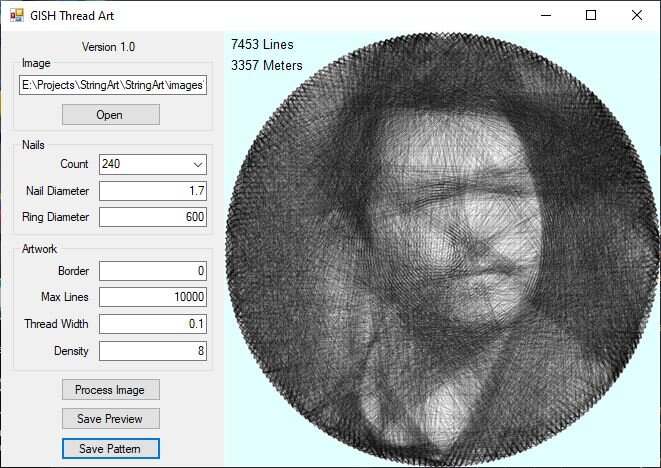 GISH Thread Art
Version 1.0
Image
E:\Projects\StringArt\StringArt\images\
Open
Nails
Count 240
Nail Diameter 1.7
Ring Diameter 600
Artwork
Border 0
Max Lines 10000
Thread Width 0.1
Density 8
Process Image
Save Preview
Save Pattern
7453 Lines
3357 Meters